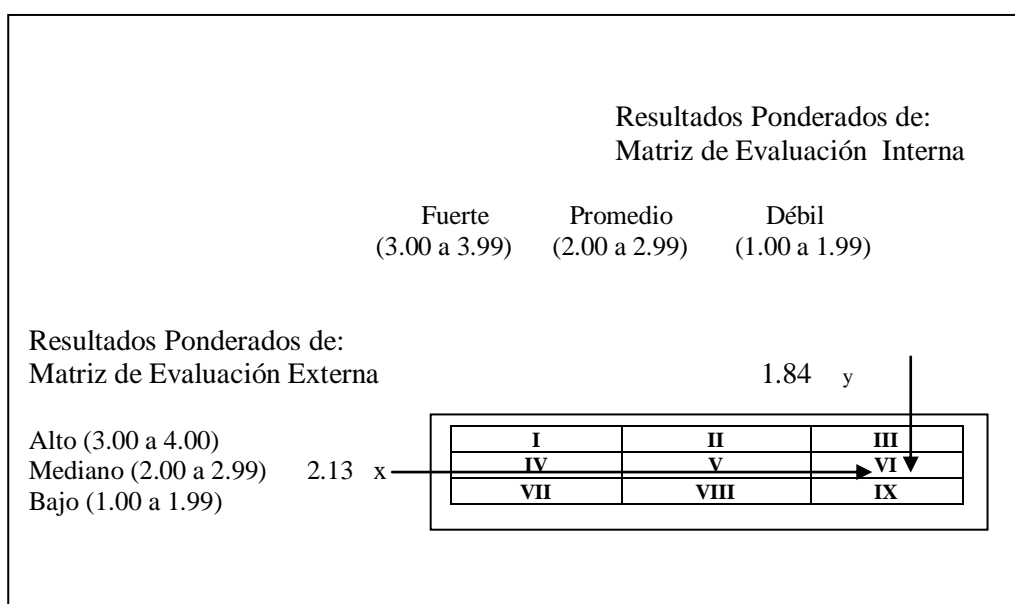 Resultados Ponderados de:
Matriz de Evaluación Interna
Fuerte Promedio Débil
(3.00 a 3.99) (2.00 a 2.99) (1.00 a 1.99)
Resultados Ponderados de:
Matriz de Evaluación Externa
1.84 y
Alto (3.00 a 4.00)
I II III
Mediano (2.00 a 2.99) 2.13 x
IV V VI
Bajo (1.00 a 1.99)
VII VIII IX